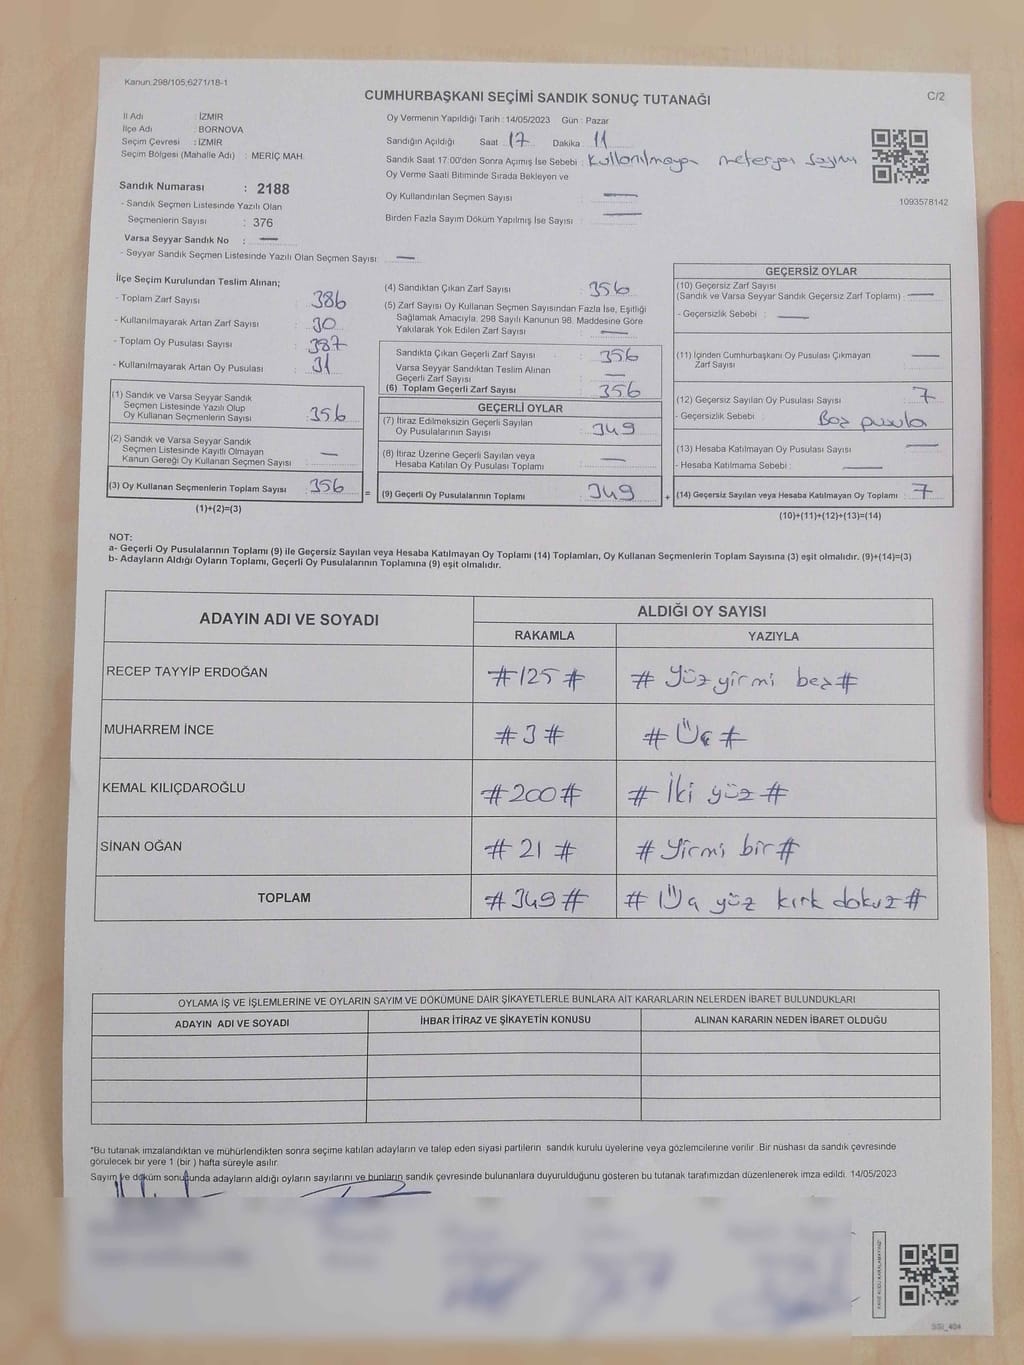 Kanun:298/105;6271/18-1
CUMHURBAŞKANI SEÇİMİ SANDIK SONUÇ TUTANAĞI
C/2
İl Adı : İZMİR
İlçe Adı : BORNOVA
Seçim Çevresi : İZMİR
Seçim Bölgesi (Mahalle Adı) : MERİÇ MAH.
Sandık Numarası : 2188
- Sandık Seçmen Listesinde Yazılı Olan
Seçmenlerin Sayısı : 376
Varsa Seyyar Sandık No : —
- Seyyar Sandık Seçmen Listesinde Yazılı Olan Seçmen Sayısı: —
Oy Vermenin Yapıldığı Tarih : 14/05/2023 Gün : Pazar
Sandığın Açıldığı Saat : 17 Dakika : 11
Sandık Saat 17.00'den Sonra Açımış İse Sebebi : Kullanılmayan meteryan sayımı
Oy Verme Saati Bitiminde Sırada Bekleyen ve
Oy Kullandırılan Seçmen Sayısı : —
Birden Fazla Sayım Döküm Yapılmış İse Sayısı : —
1093578142
İlçe Seçim Kurulundan Teslim Alınan;
- Toplam Zarf Sayısı : 386
- Kullanılmayarak Artan Zarf Sayısı : 30
- Toplam Oy Pusulası Sayısı : 387
- Kullanılmayarak Artan Oy Pusulası : 31
(1) Sandık ve Varsa Seyyar Sandık
Seçmen Listesinde Yazılı Olup
Oy Kullanan Seçmenlerin Sayısı : 356
(2) Sandık ve Varsa Seyyar Sandık
Seçmen Listesinde Kayıtlı Olmayan
Kanun Gereği Oy Kullanan Seçmen Sayısı : —
(3) Oy Kullanan Seçmenlerin Toplam Sayısı : 356
(1)+(2)=(3)
(4) Sandıktan Çıkan Zarf Sayısı : 356
(5) Zarf Sayısı Oy Kullanan Seçmen Sayısından Fazla İse, Eşitliği
Sağlamak Amacıyla, 298 Sayılı Kanunun 98. Maddesine Göre
Yakılarak Yok Edilen Zarf Sayısı : —
Sandıkta Çıkan Geçerli Zarf Sayısı : 356
Varsa Seyyar Sandıktan Teslim Alınan
Geçerli Zarf Sayısı : —
(6) Toplam Geçerli Zarf Sayısı : 356
GEÇERLİ OYLAR
(7) İtiraz Edilmeksizin Geçerli Sayılan
Oy Pusulalarının Sayısı : 349
(8) İtiraz Üzerine Geçerli Sayılan veya
Hesaba Katılan Oy Pusulası Toplamı : —
= (9) Geçerli Oy Pusulalarının Toplamı : 349
GEÇERSİZ OYLAR
(10) Geçersiz Zarf Sayısı
(Sandık ve Varsa Seyyar Sandık Geçersiz Zarf Toplamı) : —
- Geçersizlik Sebebi : —
(11) İçinden Cumhurbaşkanı Oy Pusulası Çıkmayan
Zarf Sayısı : —
(12) Geçersiz Sayılan Oy Pusulası Sayısı : 7
- Geçersizlik Sebebi : Boş pusula
(13) Hesaba Katılmayan Oy Pusulası Sayısı : —
- Hesaba Katılmama Sebebi : —
+ (14) Geçersiz Sayılan veya Hesaba Katılmayan Oy Toplamı : 7
(10)+(11)+(12)+(13)=(14)
NOT:
a- Geçerli Oy Pusulalarının Toplamı (9) ile Geçersiz Sayılan veya Hesaba Katılmayan Oy Toplamı (14) Toplamları, Oy Kullanan Seçmenlerin Toplam Sayısına (3) eşit olmalıdır. (9)+(14)=(3)
b- Adayların Aldığı Oyların Toplamı, Geçerli Oy Pusulalarının Toplamına (9) eşit olmalıdır.
ADAYIN ADI VE SOYADI
ALDIĞI OY SAYISI
RAKAMLA YAZIYLA
RECEP TAYYİP ERDOĞAN #125# #Yüzyirmi beş#
MUHARREM İNCE #3# #Üç#
KEMAL KILIÇDAROĞLU #200# #İki yüz#
SİNAN OĞAN #21# #Yirmi bir#
TOPLAM #349# #Üç yüz kırk dokuz#
OYLAMA İŞ VE İŞLEMLERİNE VE OYLARIN SAYIM VE DÖKÜMÜNE DAİR ŞİKAYETLERLE BUNLARA AİT KARARLARIN NELERDEN İBARET BULUNDUKLARI
ADAYIN ADI VE SOYADI İHBAR İTİRAZ VE ŞİKAYETİN KONUSU ALINAN KARARIN NEDEN İBARET OLDUĞU
*Bu tutanak imzalandıktan ve mühürlendikten sonra seçime katılan adayların ve talep eden siyasi partilerin sandık kurulu üyelerine veya gözlemcilerine verilir. Bir nüshası da sandık çevresinde
görülecek bir yere 1 (bir) hafta süreyle asılır.
Sayım ve döküm sonuğunda adayların aldığı oyların sayılarını ve bunların sandık çevresinde bulunanlara duyurulduğunu gösteren bu tutanak tarafımızdan düzenlenerek imza edildi. 14/05/2023